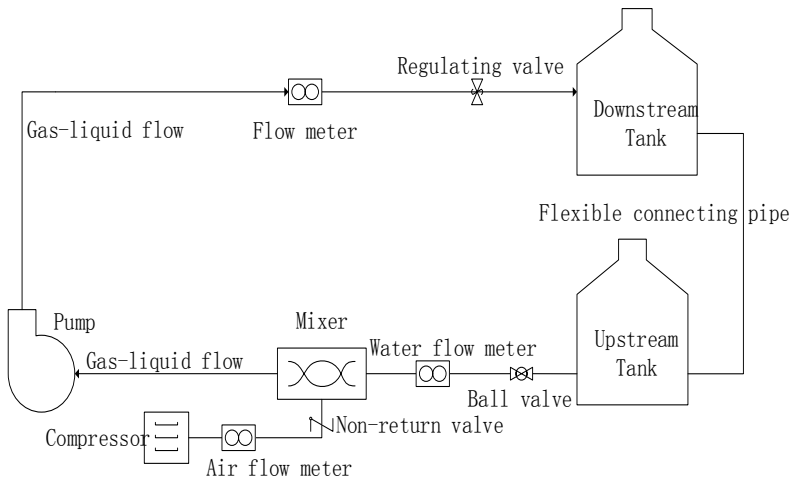 Regulating valve
Downstream
Tank
Gas-liquid flow
Flow meter
Flexible connecting pipe
Pump
Mixer
Upstream
Tank
Water flow meter
Gas-liquid flow
Ball valve
Compressor
Non-return valve
Air flow meter